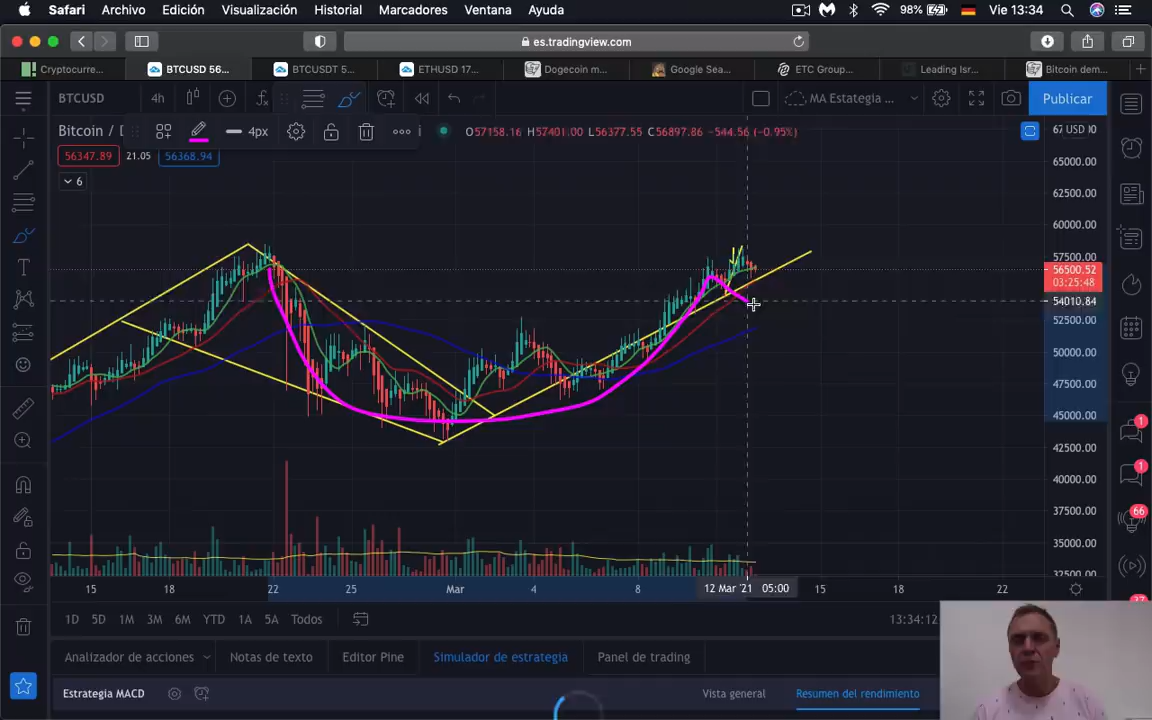 Safari Archivo Edición Visualización Historial Marcadores Ventana Ayuda 98% Vie 13:34
es.tradingview.com
Cryptocurre... BTCUSD 56... BTCUSDT 5... ETHUSD 17... Dogecoin m... Google Sea... ETC Group... Leading Isr... Bitcoin dem...
BTCUSD 4h MA Estategia ... Publicar
Bitcoin / 4px O57158.16 H57401.00 L56377.55 C56897.86 -544.56 (-0.95%) USD
56347.89 21.05 56368.94
6
65000.00
60000.00
57500.00
56500.52
03:25:48
54010.84
52500.00
50000.00
47500.00
45000.00
42500.00
40000.00
37500.00
35000.00
32500.00
1
1
66
15 18 22 25 Mar 4 8 12 Mar '21 05:00 15 18 22
1D 5D 1M 3M 6M YTD 1A 5A Todos 13:34:12
Analizador de acciones Notas de texto Editor Pine Simulador de estrategia Panel de trading
Estrategia MACD Vista general Resumen del rendimiento